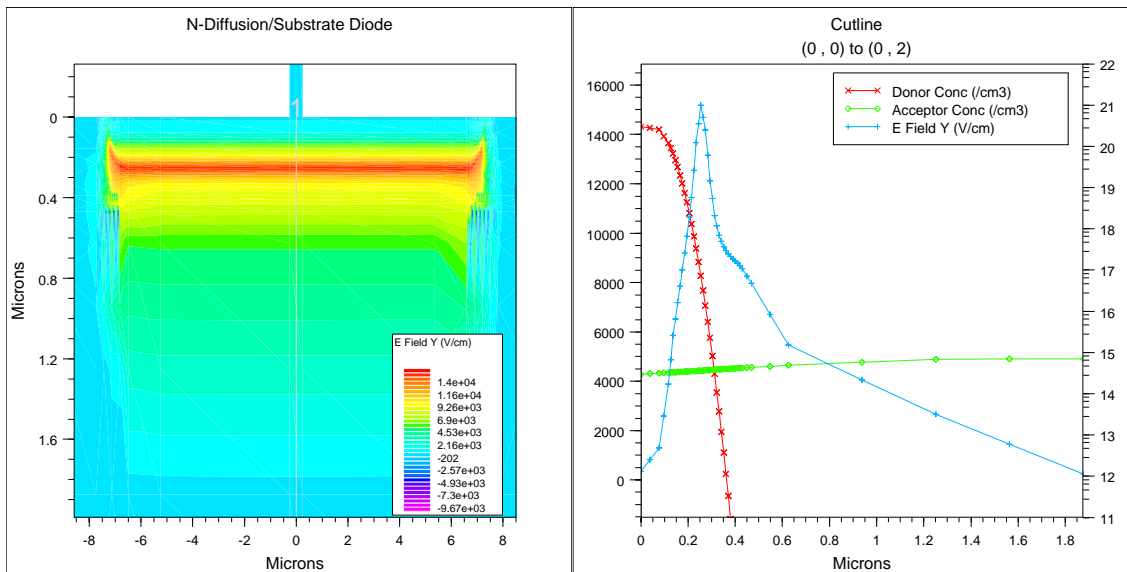 N-Diffusion/Substrate Diode
1
0
0.4
0.8
1.2
1.6
Microns
-8
-6
-4
-2
0
2
4
6
8
Microns
E Field Y (V/cm)
1.4e+04
1.16e+04
9.26e+03
6.9e+03
4.53e+03
2.16e+03
-202
-2.57e+03
-4.93e+03
-7.3e+03
-9.67e+03
Cutline
(0 , 0) to (0 , 2)
Donor Conc (/cm3)
Acceptor Conc (/cm3)
E Field Y (V/cm)
16000
14000
12000
10000
8000
6000
4000
2000
0
22
21
20
19
18
17
16
15
14
13
12
11
0
0.2
0.4
0.6
0.8
1
1.2
1.4
1.6
1.8
Microns